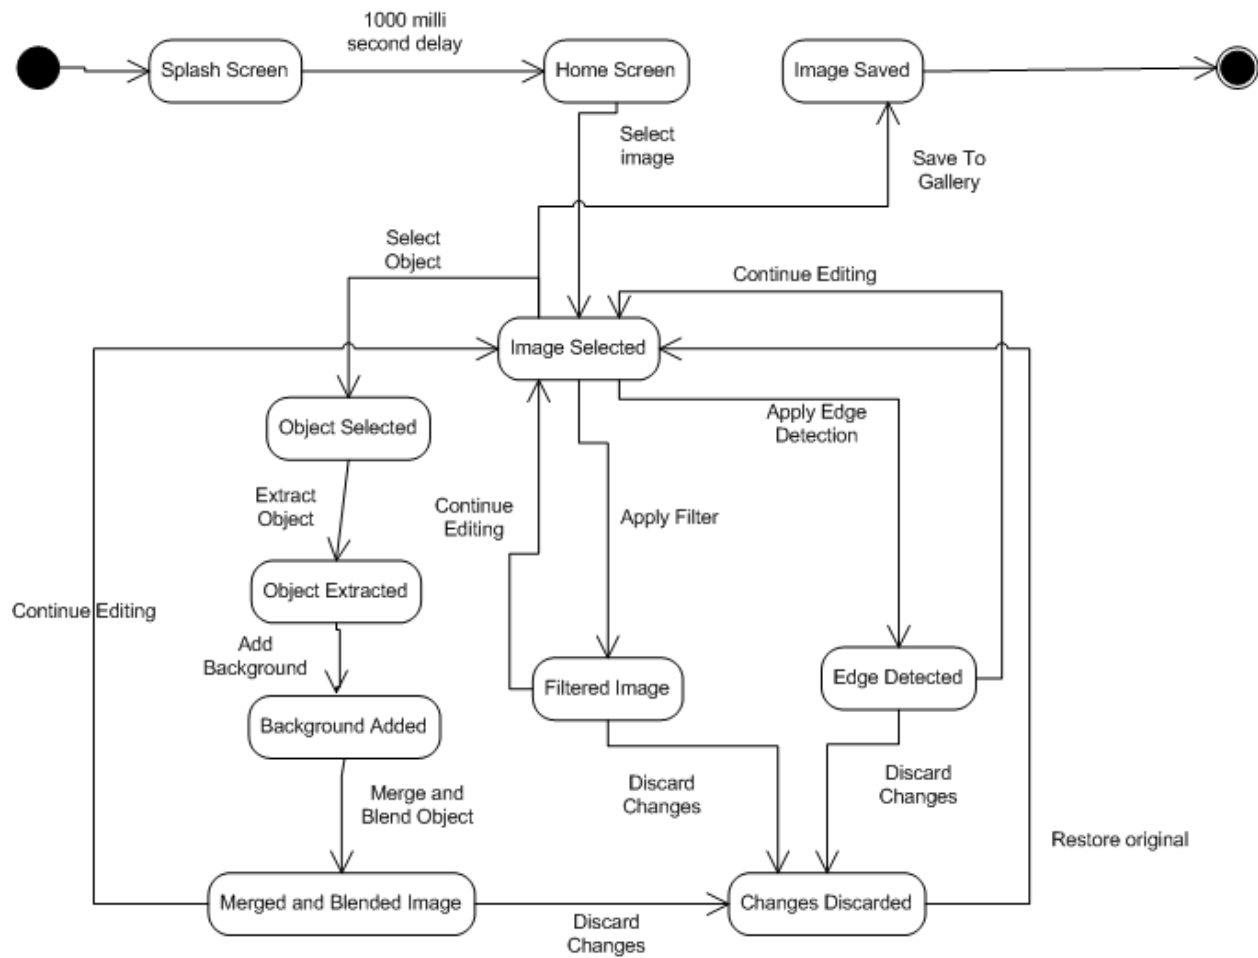 1000 milli
second delay
Splash Screen
Home Screen
Image Saved
Select
image
Save To
Gallery
Select
Object
Continue Editing
Image Selected
Apply Edge
Detection
Object Selected
Extract
Object
Continue
Editing
Apply Filter
Object Extracted
Continue Editing
Add
Background
Filtered Image
Edge Detected
Background Added
Merge and
Blend Object
Discard
Changes
Discard
Changes
Restore original
Merged and Blended Image
Changes Discarded
Discard
Changes